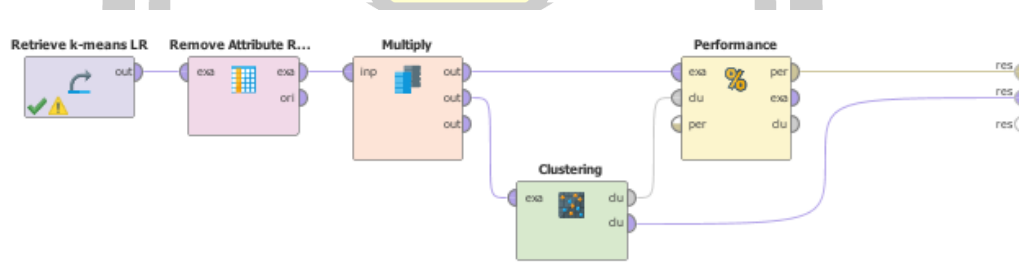 Retrieve k-means LR
Remove Attribute R...
Multiply
Performance
out
exa
exa
ori
inp
out
out
out
exa
clu
per
per
exa
clu
res
res
res
Clustering
exa
clu
clu
%